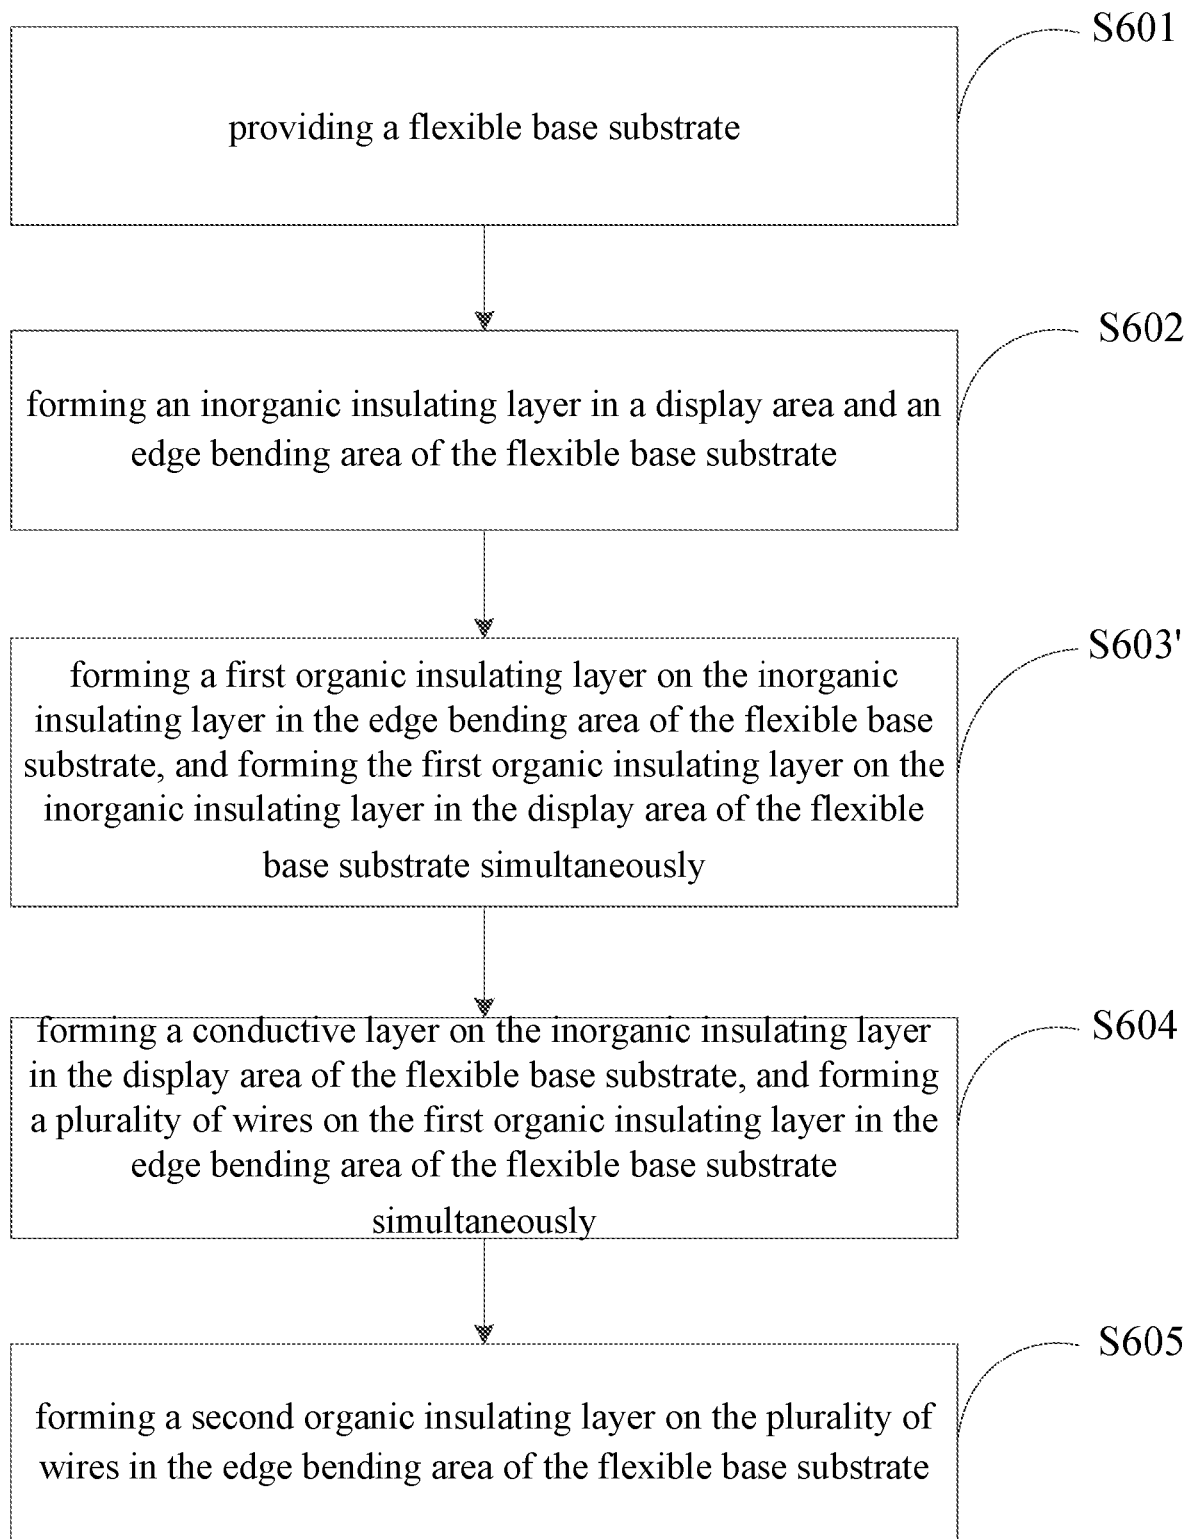 S601
providing a flexible base substrate
S602
forming an inorganic insulating layer in a display area and an
edge bending area of the flexible base substrate
S603'
forming a first organic insulating layer on the inorganic
insulating layer in the edge bending area of the flexible base
substrate, and forming the first organic insulating layer on the
inorganic insulating layer in the display area of the flexible
base substrate simultaneously
S604
forming a conductive layer on the inorganic insulating layer
in the display area of the flexible base substrate, and forming
a plurality of wires on the first organic insulating layer in the
edge bending area of the flexible base substrate
simultaneously
S605
forming a second organic insulating layer on the plurality of
wires in the edge bending area of the flexible base substrate